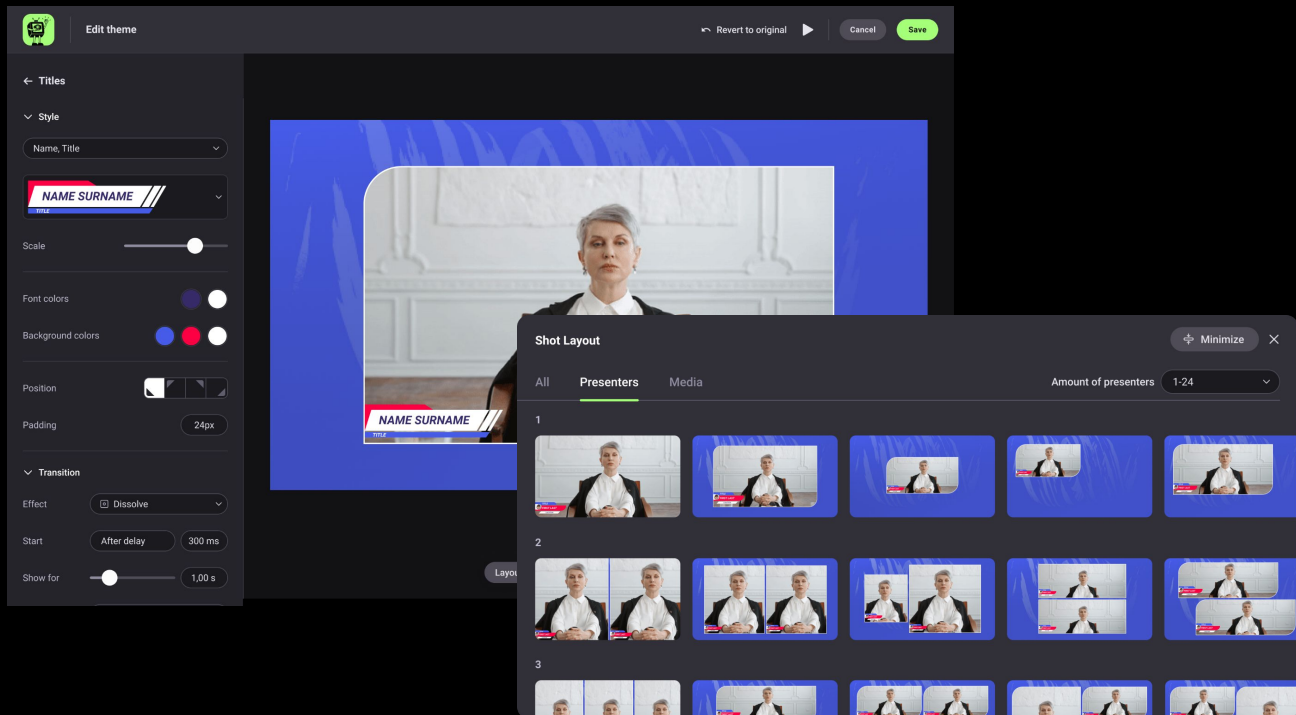 Edit theme
Revert to original
Cancel
Save
Titles
Style
Name, Title
NAME SURNAME
TITLE
Scale
Font colors
Background colors
Position
Padding
24px
Transition
Effect
Dissolve
Start
After delay
300 ms
Show for
1,00 s
NAME SURNAME
TITLE
Shot Layout
Minimize
All
Presenters
Media
Amount of presenters
1-24
1
2
3